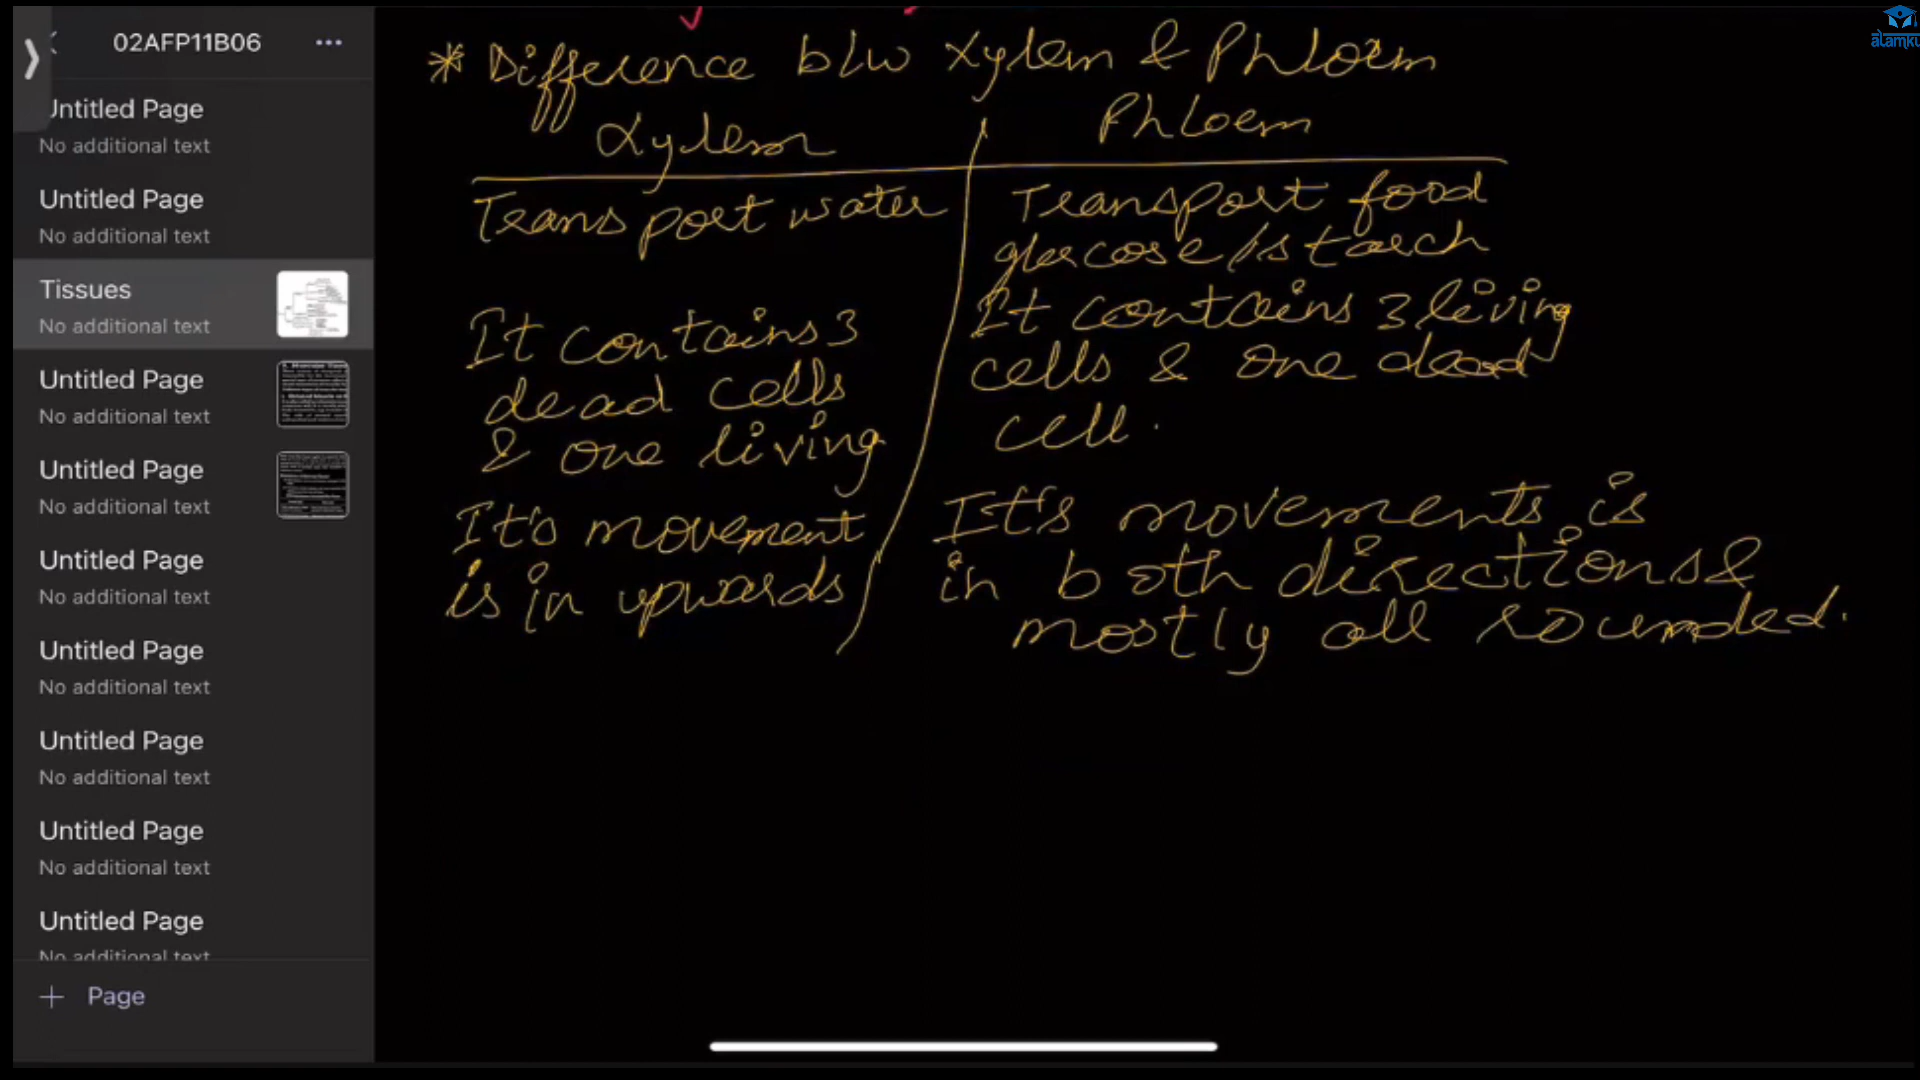 02AFP11B06
Untitled Page
No additional text
Untitled Page
No additional text
Tissues
No additional text
Untitled Page
No additional text
Untitled Page
No additional text
Untitled Page
No additional text
Untitled Page
No additional text
Untitled Page
No additional text
Untitled Page
No additional text
Untitled Page
No additional text
+ Page
* Difference b/w Xylem & Phloem
Xylem
Transport water
It contains 3
dead cells
& one living
It's movement
is in upwards
Phloem
Transport food
glucose/starch
It contains 3 living
cells & one dead
cell.
It's movements is
in both directions &
mostly all rounded.
alamku